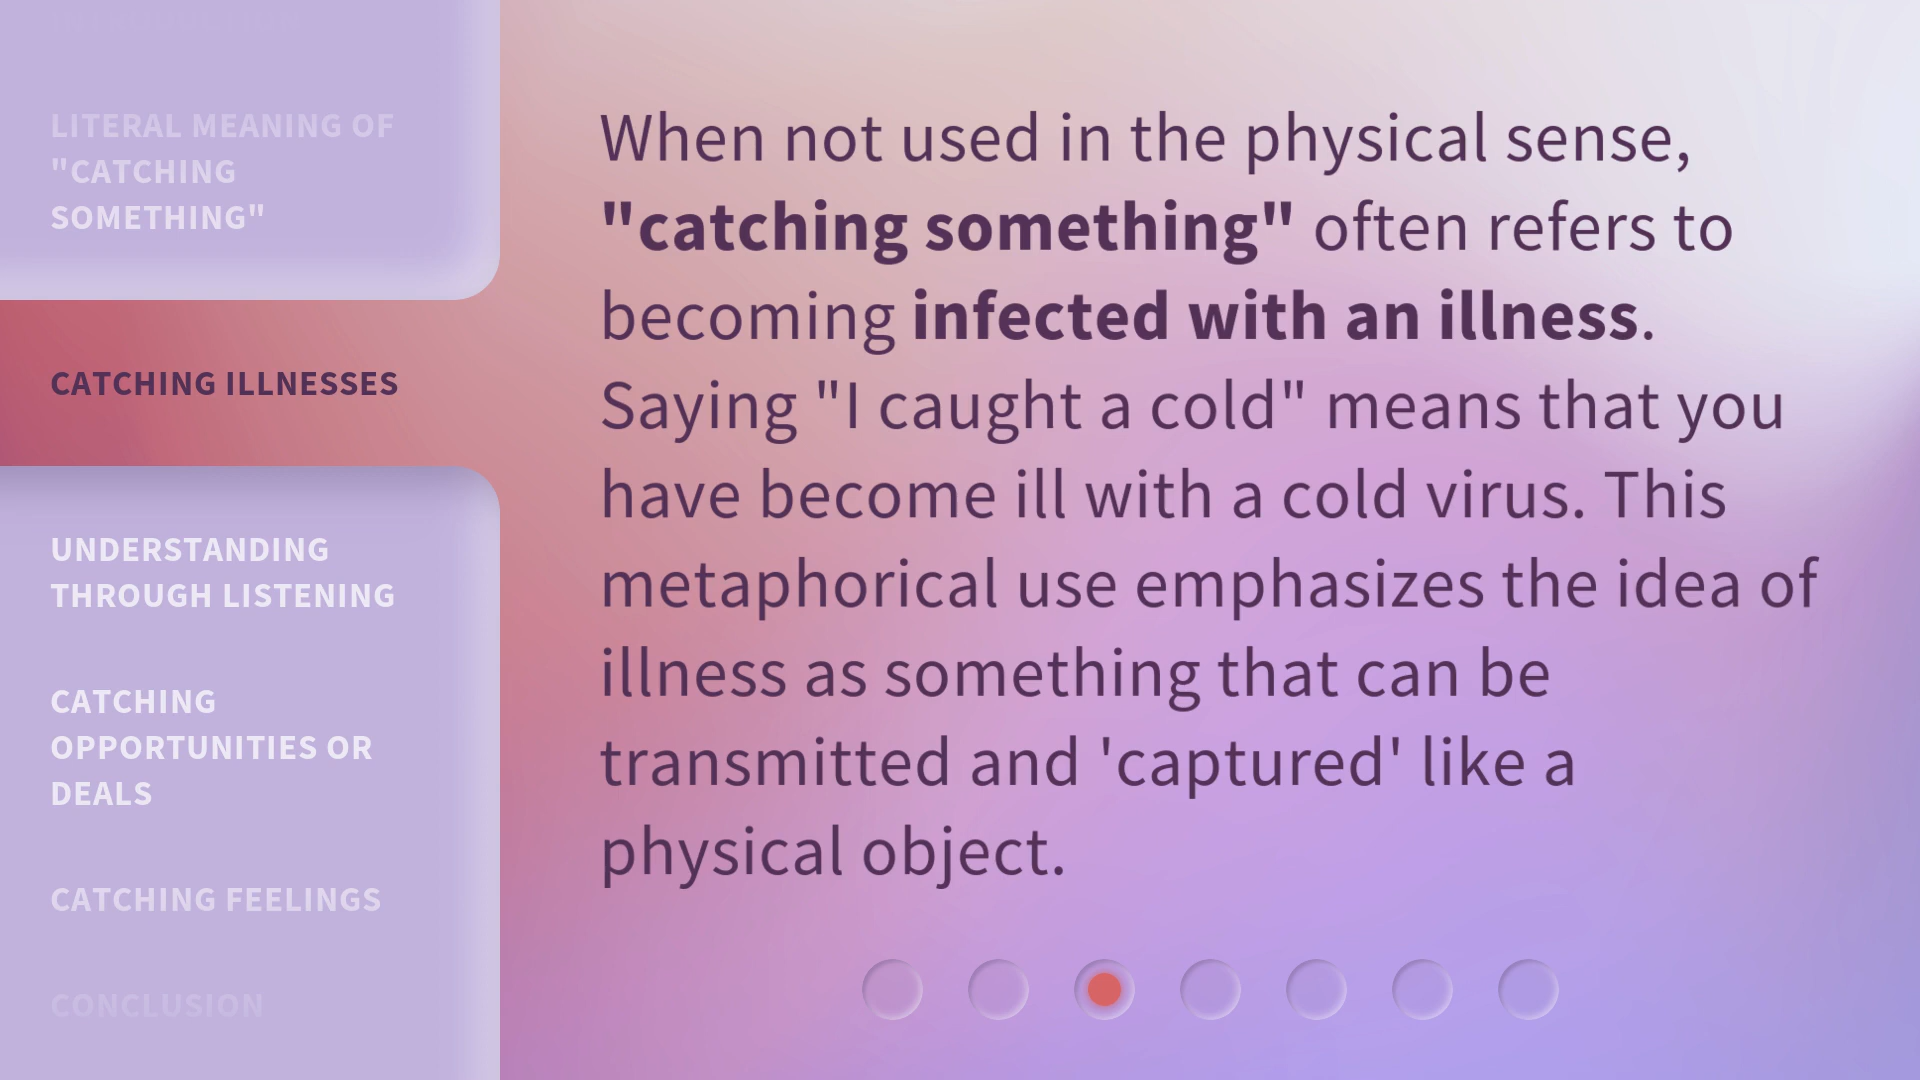 INTRODUCTION
LITERAL MEANING OF
"CATCHING
SOMETHING"
CATCHING ILLNESSES
UNDERSTANDING
THROUGH LISTENING
CATCHING
OPPORTUNITIES OR
DEALS
CATCHING FEELINGS
CONCLUSION
When not used in the physical sense,
"catching something" often refers to
becoming infected with an illness.
Saying "I caught a cold" means that you
have become ill with a cold virus. This
metaphorical use emphasizes the idea of
illness as something that can be
transmitted and 'captured' like a
physical object.